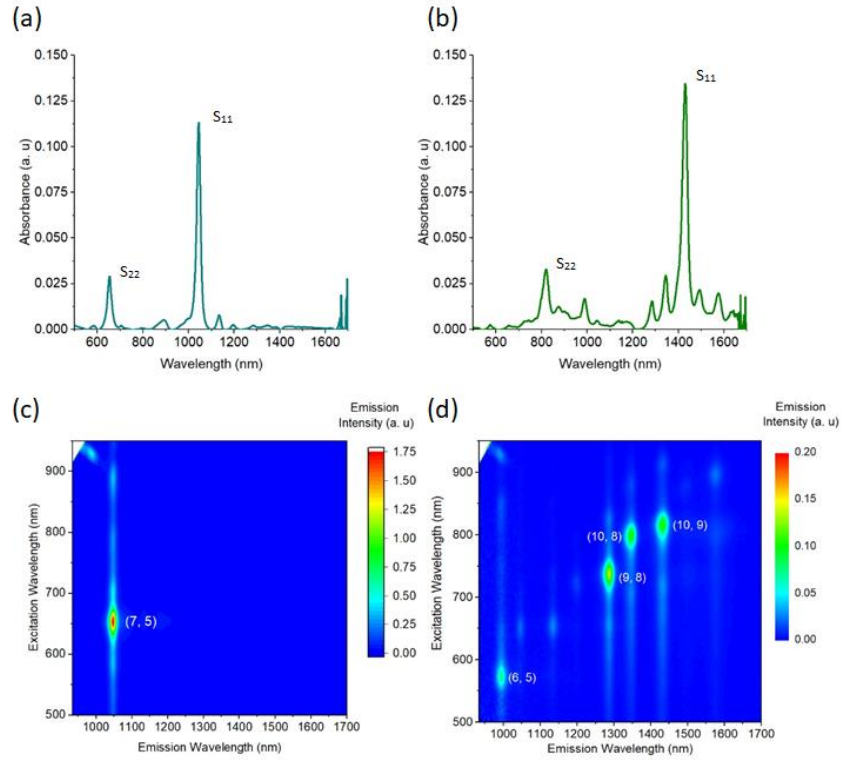 (a)
0.150
0.125
0.100
0.075
0.050
0.025
0.000
Absorbance (a. u)
S₂₂
S₁₁
600 800 1000 1200 1400 1600
Wavelength (nm)
(b)
0.150
0.125
0.100
0.075
0.050
0.025
0.000
Absorbance (a. u)
S₂₂
S₁₁
600 800 1000 1200 1400 1600
Wavelength (nm)
(c)
Emission
Intensity (a. u)
900
800
700
600
500
Excitation Wavelength (nm)
(7, 5)
1.75
1.50
1.25
1.00
0.75
0.50
0.25
0.00
1000 1100 1200 1300 1400 1500 1600 1700
Emission Wavelength (nm)
(d)
Emission
Intensity (a. u)
900
800
700
600
500
Excitation Wavelength (nm)
(10, 8)
(10, 9)
(9, 8)
(6, 5)
0.20
0.15
0.10
0.05
0.00
1000 1100 1200 1300 1400 1500 1600 1700
Emission Wavelength (nm)